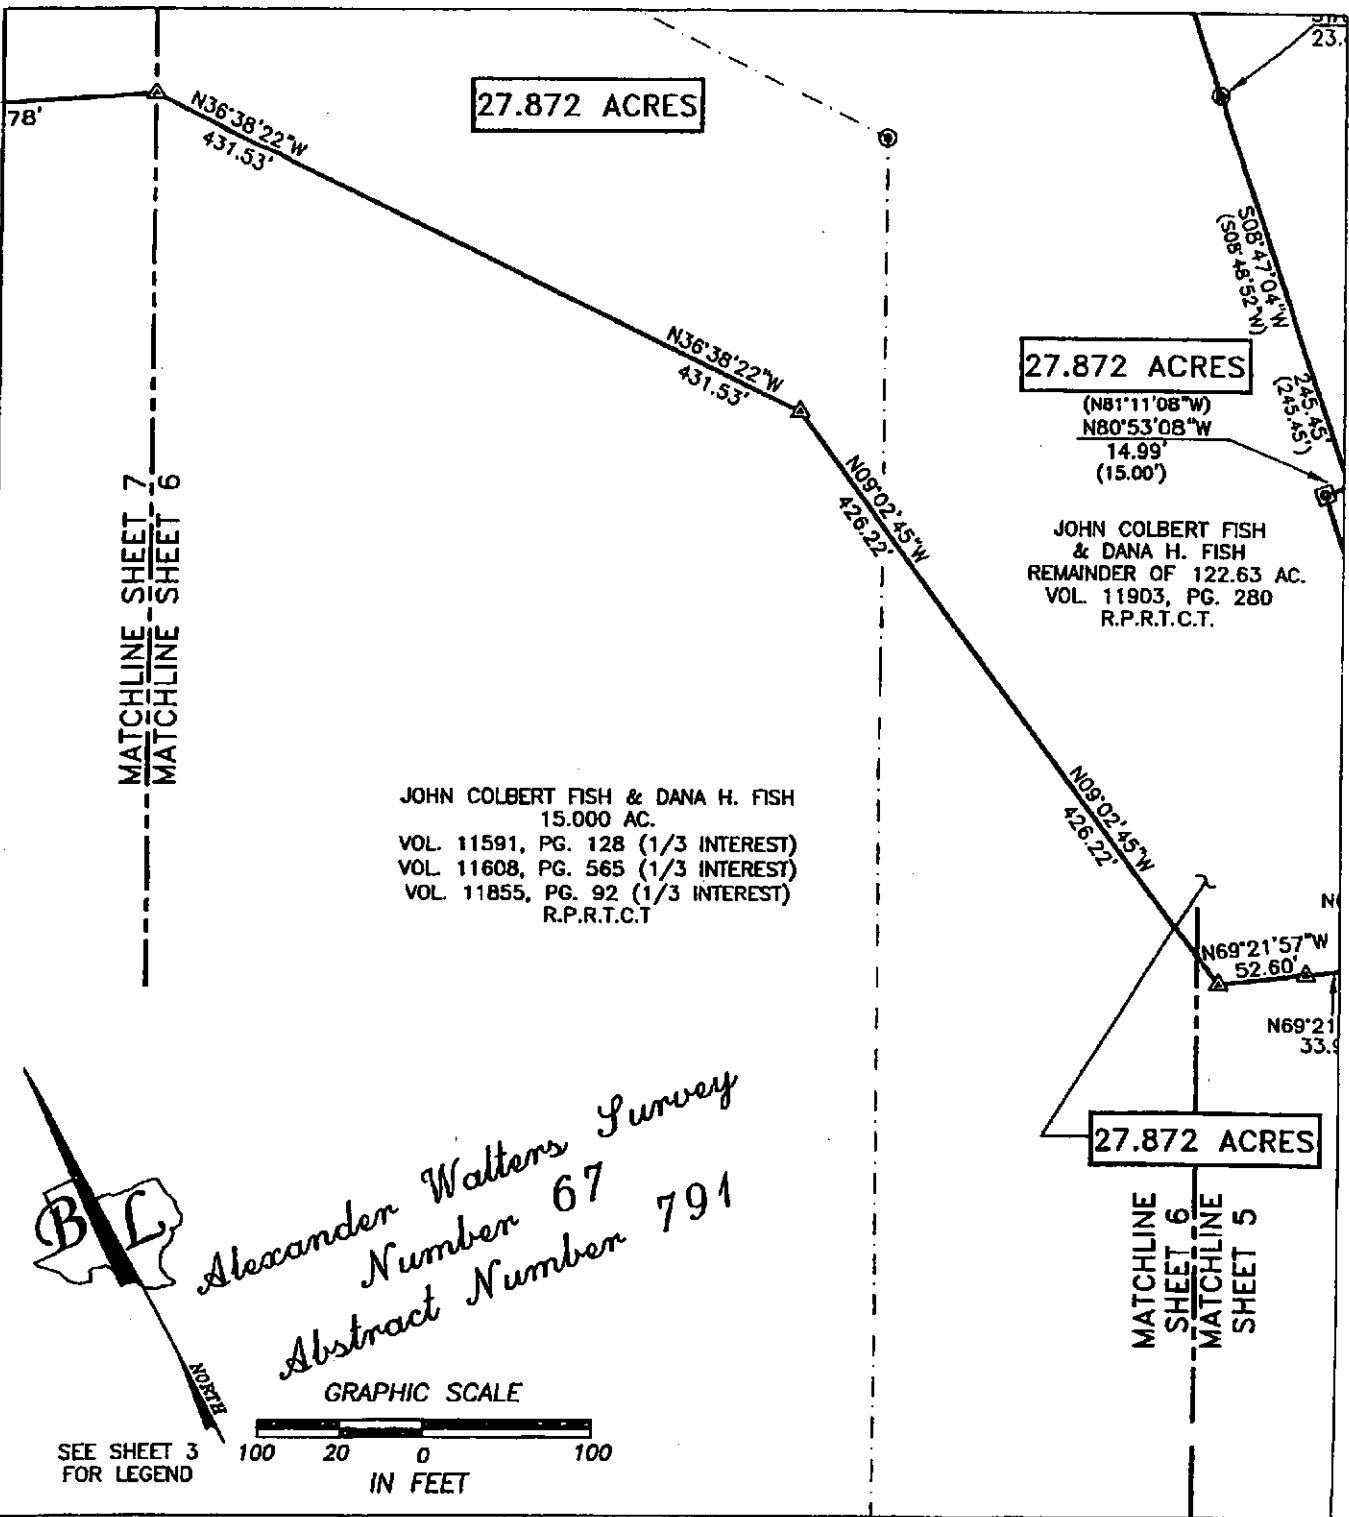 23.
78'
N36°38'22"W
431.53'
27.872 ACRES
S08°47'04"W
(S08°48'52"W)
245.45'
(245.45')
N36°38'22"W
431.53'
27.872 ACRES
(N81°11'08"W)
N80°53'08"W
14.99'
(15.00')
JOHN COLBERT FISH
& DANA H. FISH
REMAINDER OF 122.63 AC.
VOL. 11903, PG. 280
R.P.R.T.C.T.
N09°02'45"W
426.22'
MATCHLINE SHEET 7
MATCHLINE SHEET 6
JOHN COLBERT FISH & DANA H. FISH
15.000 AC.
VOL. 11591, PG. 128 (1/3 INTEREST)
VOL. 11608, PG. 565 (1/3 INTEREST)
VOL. 11855, PG. 92 (1/3 INTEREST)
R.P.R.T.C.T
N09°02'45"W
426.22'
N69°21'57"W
52.60'
N69°21
33.9
27.872 ACRES
MATCHLINE
SHEET 6
MATCHLINE
SHEET 5
Alexander Walters Survey
Number 67
Abstract Number 791
B L
NORTH
GRAPHIC SCALE
100 20 0 100
IN FEET
SEE SHEET 3
FOR LEGEND